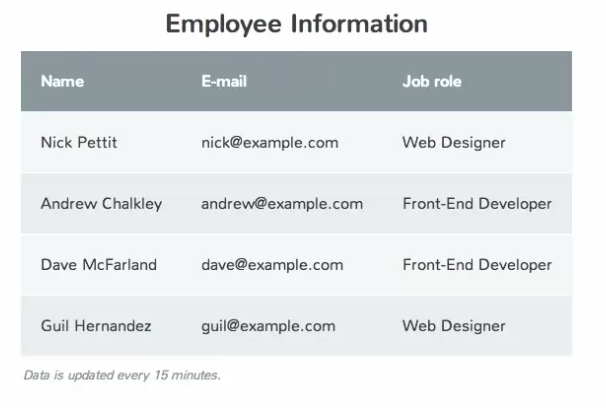 Employee Information
Name E-mail Job role
Nick Pettit nick@example.com Web Designer
Andrew Chalkley andrew@example.com Front-End Developer
Dave McFarland dave@example.com Front-End Developer
Guil Hernandez guil@example.com Web Designer
Data is updated every 15 minutes.